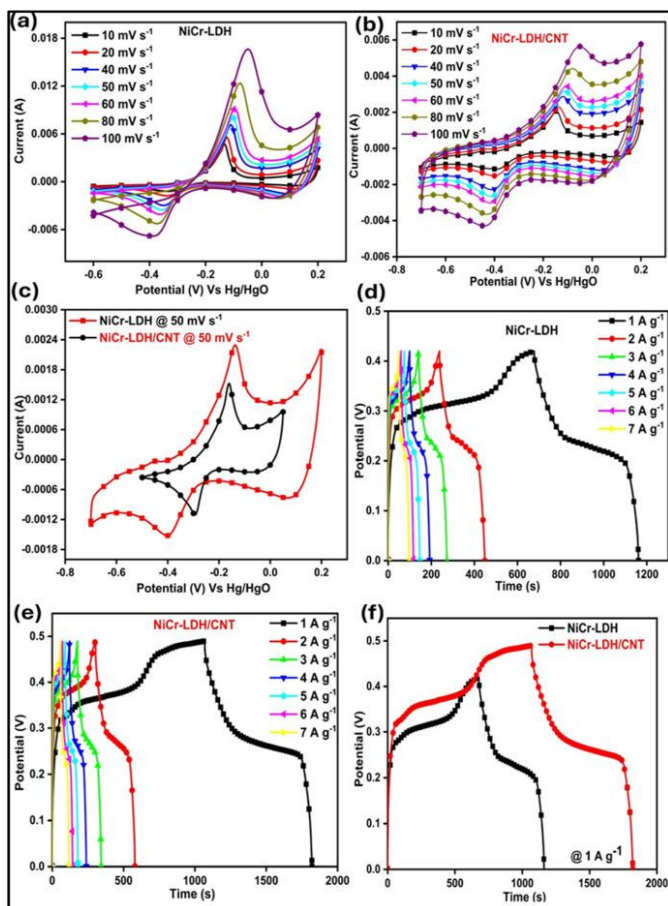 (a)
NiCr-LDH
10 mV s-1
20 mV s-1
40 mV s-1
50 mV s-1
60 mV s-1
80 mV s-1
100 mV s-1
0.018
0.012
0.006
0.000
-0.006
Current (A)
-0.6 -0.4 -0.2 0.0 0.2
Potential (V) Vs Hg/HgO
(b)
NiCr-LDH/CNT
10 mV s-1
20 mV s-1
40 mV s-1
50 mV s-1
60 mV s-1
80 mV s-1
100 mV s-1
0.006
0.004
0.002
0.000
-0.002
-0.004
-0.006
Current (A)
-0.8 -0.6 -0.4 -0.2 0.0 0.2
Potential (V) Vs Hg/HgO
(c)
NiCr-LDH @ 50 mV s-1
NiCr-LDH/CNT @ 50 mV s-1
0.0030
0.0024
0.0018
0.0012
0.0006
0.0000
-0.0006
-0.0012
-0.0018
Current (A)
-0.8 -0.6 -0.4 -0.2 0.0 0.2
Potential (V) Vs Hg/HgO
(d)
NiCr-LDH
1 A g-1
2 A g-1
3 A g-1
4 A g-1
5 A g-1
6 A g-1
7 A g-1
0.5
0.4
0.3
0.2
0.1
0.0
Potential (V)
0 200 400 600 800 1000 1200
Time (s)
(e)
NiCr-LDH/CNT
1 A g-1
2 A g-1
3 A g-1
4 A g-1
5 A g-1
6 A g-1
7 A g-1
0.6
0.5
0.4
0.3
0.2
0.1
0.0
Potential (V)
0 500 1000 1500 2000
Time (s)
(f)
NiCr-LDH
NiCr-LDH/CNT
0.6
0.5
0.4
0.3
0.2
0.1
0.0
Potential (V)
@ 1 A g-1
0 500 1000 1500 2000
Time (s)